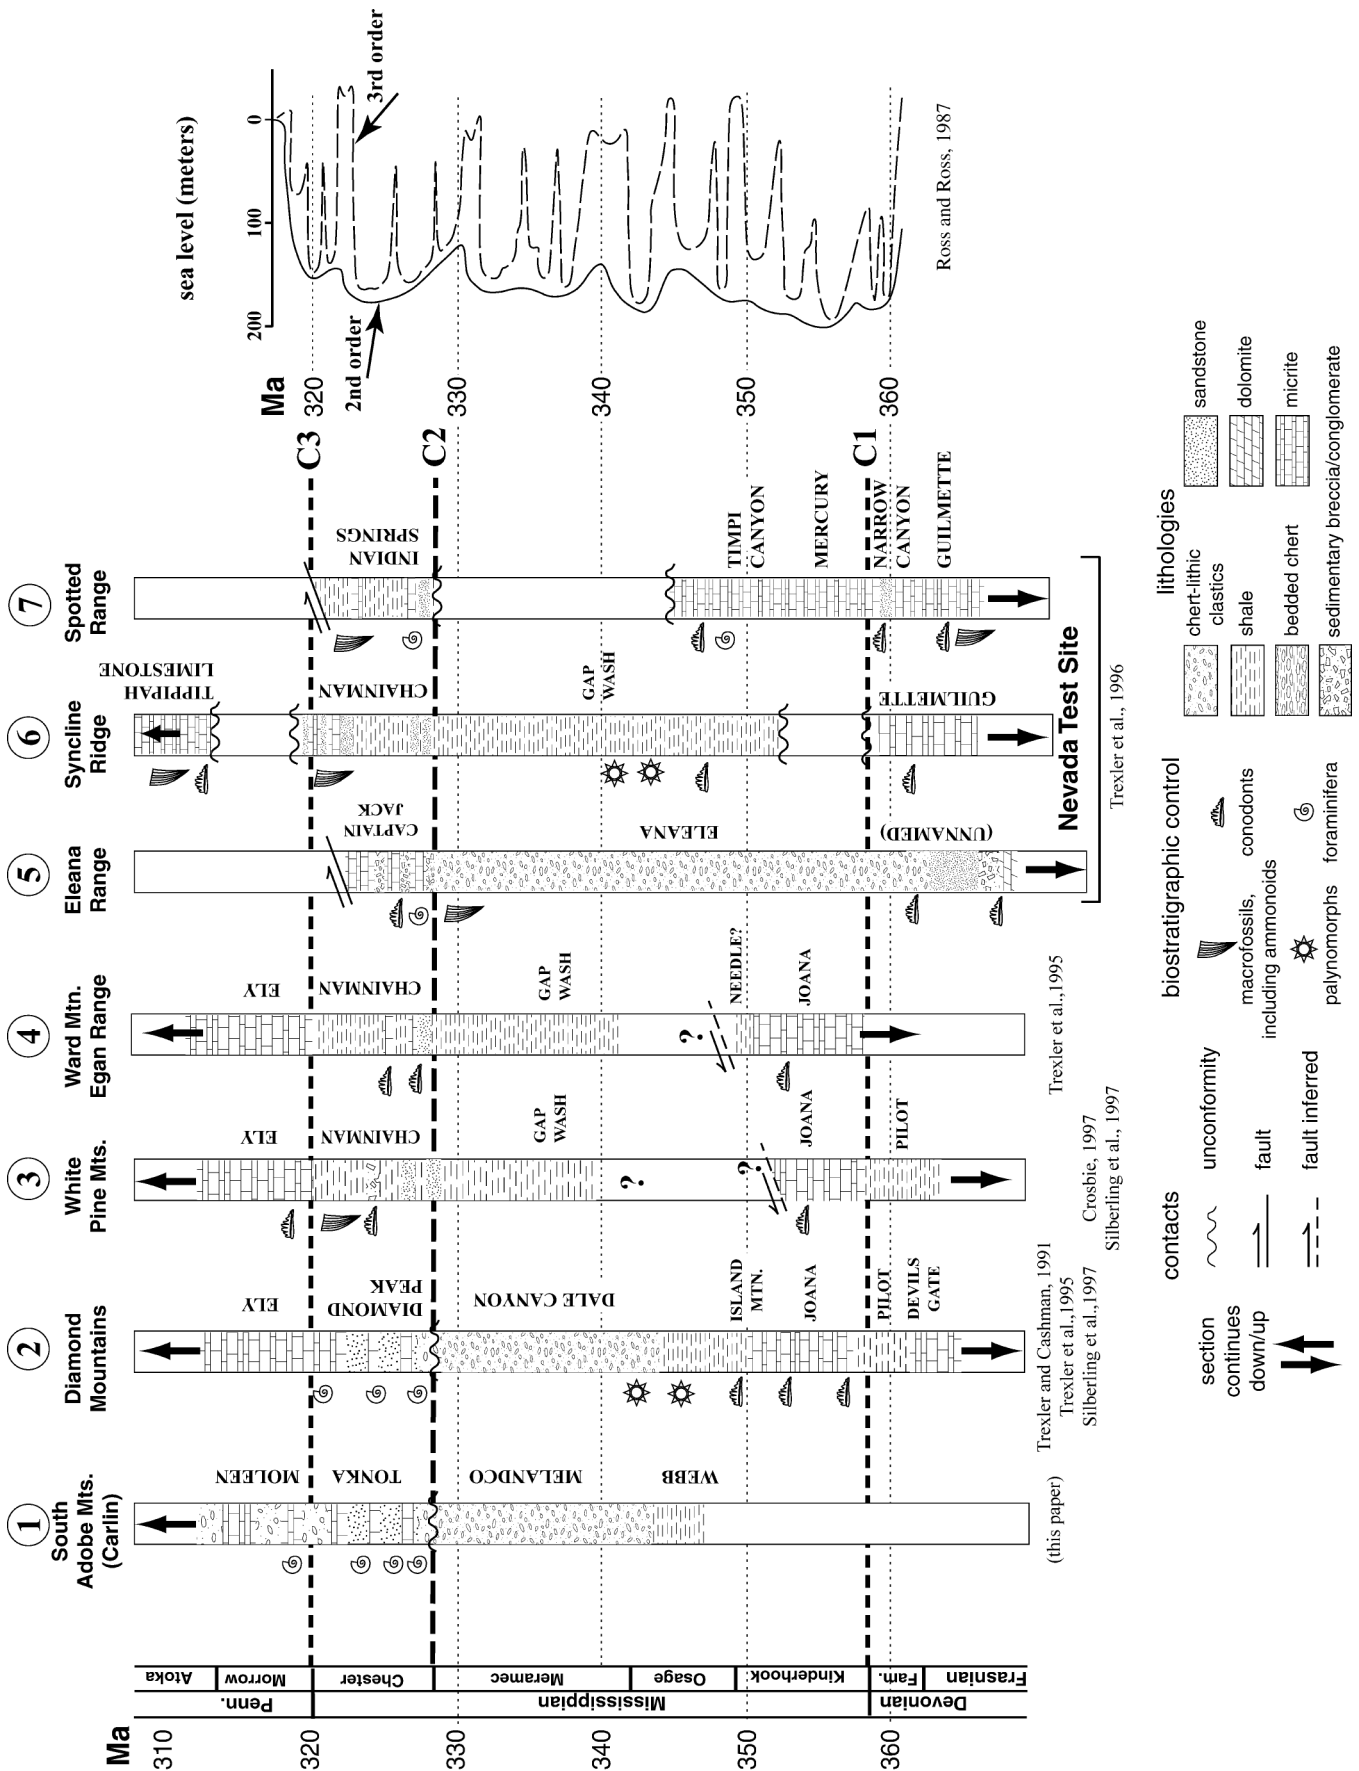 1
South
Adobe Mts.
(Carlin)
2
Diamond
Mountains
3
White
Pine Mts.
4
Ward Mtn.
Egan Range
5
Eleana
Range
6
Syncline
Ridge
7
Spotted
Range
Ma
310
320
330
340
350
360
Penn.
Mississippian
Devonian
Atoka
Morrow
Chester
Meramec
Osage
Kinderhook
Fam.
Frasnian
MOLEEN
TONKA
MELANDCO
WEBB
(this paper)
ELY
DIAMOND
PEAK
DALE CANYON
ISLAND
MTN.
JOANA
PILOT
DEVILS
GATE
Trexler and Cashman, 1991
Trexler et al.,1995
Silberling et al.,1997
ELY
CHAINMAN
GAP
WASH
?
?
JOANA
PILOT
Crosbie, 1997
Silberling et al., 1997
ELY
CHAINMAN
GAP
WASH
?
NEEDLE?
JOANA
Trexler et al.,1995
CAPTAIN
JACK
ELEANA
(UNNAMED)
TIPPIPAH
LIMESTONE
CHAINMAN
GAP
WASH
GUILMETTE
INDIAN
SPRINGS
TIMPI
CANYON
MERCURY
NARROW
CANYON
GUILMETTE
Nevada Test Site
Trexler et al., 1996
C3
C2
C1
Ma
320
330
340
350
360
sea level (meters)
200
100
0
2nd order
3rd order
Ross and Ross, 1987
section
continues
down/up
contacts
unconformity
fault
fault inferred
biostratigraphic control
macrofossils,
including ammonoids
conodonts
palynomorphs
foraminifera
lithologies
chert-lithic
clastics
sandstone
shale
dolomite
bedded chert
micrite
sedimentary breccia/conglomerate